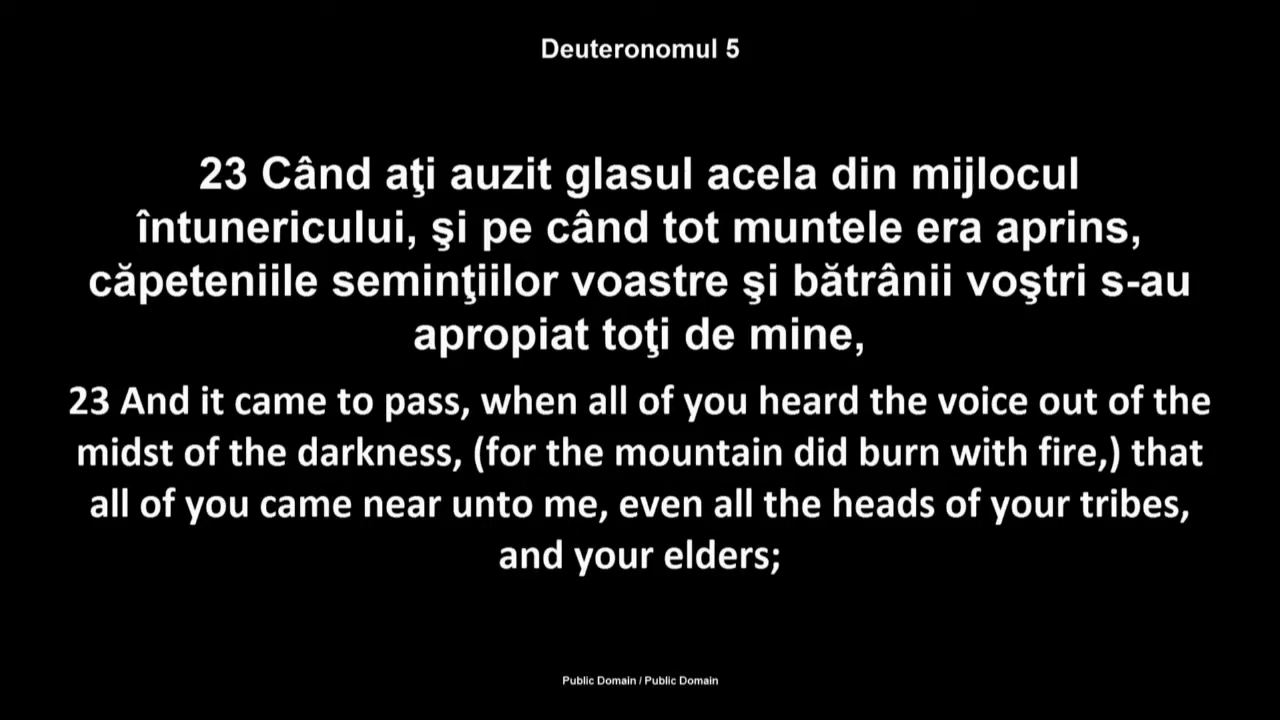 Deuteronomul 5
23 Când aţi auzit glasul acela din mijlocul
întunericului, şi pe când tot muntele era aprins,
căpeteniile seminţiilor voastre şi bătrânii voştri s-au
apropiat toţi de mine,
23 And it came to pass, when all of you heard the voice out of the
midst of the darkness, (for the mountain did burn with fire,) that
all of you came near unto me, even all the heads of your tribes,
and your elders;
Public Domain / Public Domain